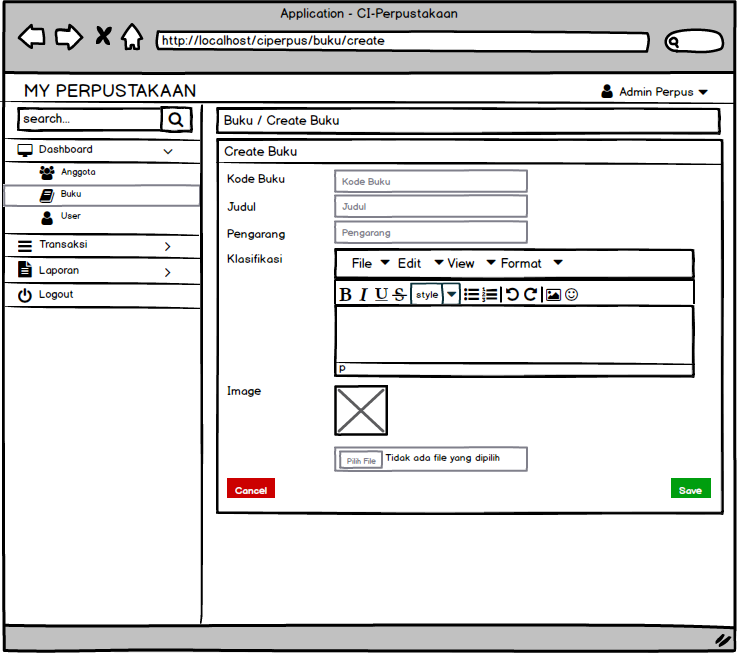 Application - CI-Perpustakaan
http://localhost/ciperpus/buku/create
MY PERPUSTAKAAN
Admin Perpus
search...
Buku / Create Buku
Dashboard
Anggota
Buku
User
Transaksi
Laporan
Logout
Create Buku
Kode Buku
Kode Buku
Judul
Judul
Pengarang
Pengarang
Klasifikasi
File Edit View Format
B I U S style
p
Image
Pilih File Tidak ada file yang dipilih
Cancel
Save